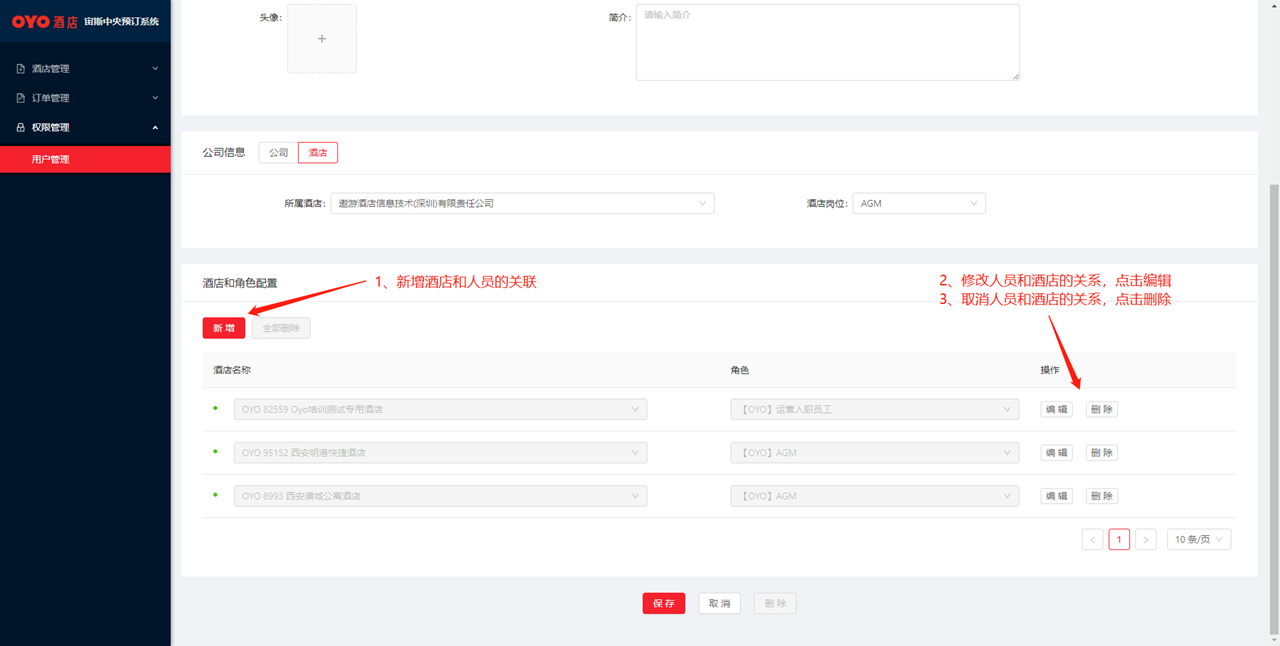 OYO 酒店 宙斯中央预订系统
酒店管理
订单管理
权限管理
用户管理
头像:
+
简介:
请输入简介
公司信息 公司 酒店
所属酒店: 遨游酒店信息技术(深圳)有限责任公司 酒店岗位: AGM
酒店和角色配置
1、新增酒店和人员的关联
2、修改人员和酒店的关系，点击编辑
3、取消人员和酒店的关系，点击删除
新 增 全部删除
酒店名称 角色 操作
OYO 82559 Oyo培训测试专用酒店 【OYO】运营入职员工 编 辑 删 除
OYO 95152 西安明港快捷酒店 【OYO】AGM 编 辑 删 除
OYO 8993 西安澳城公寓酒店 【OYO】AGM 编 辑 删 除
< 1 > 10 条/页
保 存 取 消 删 除